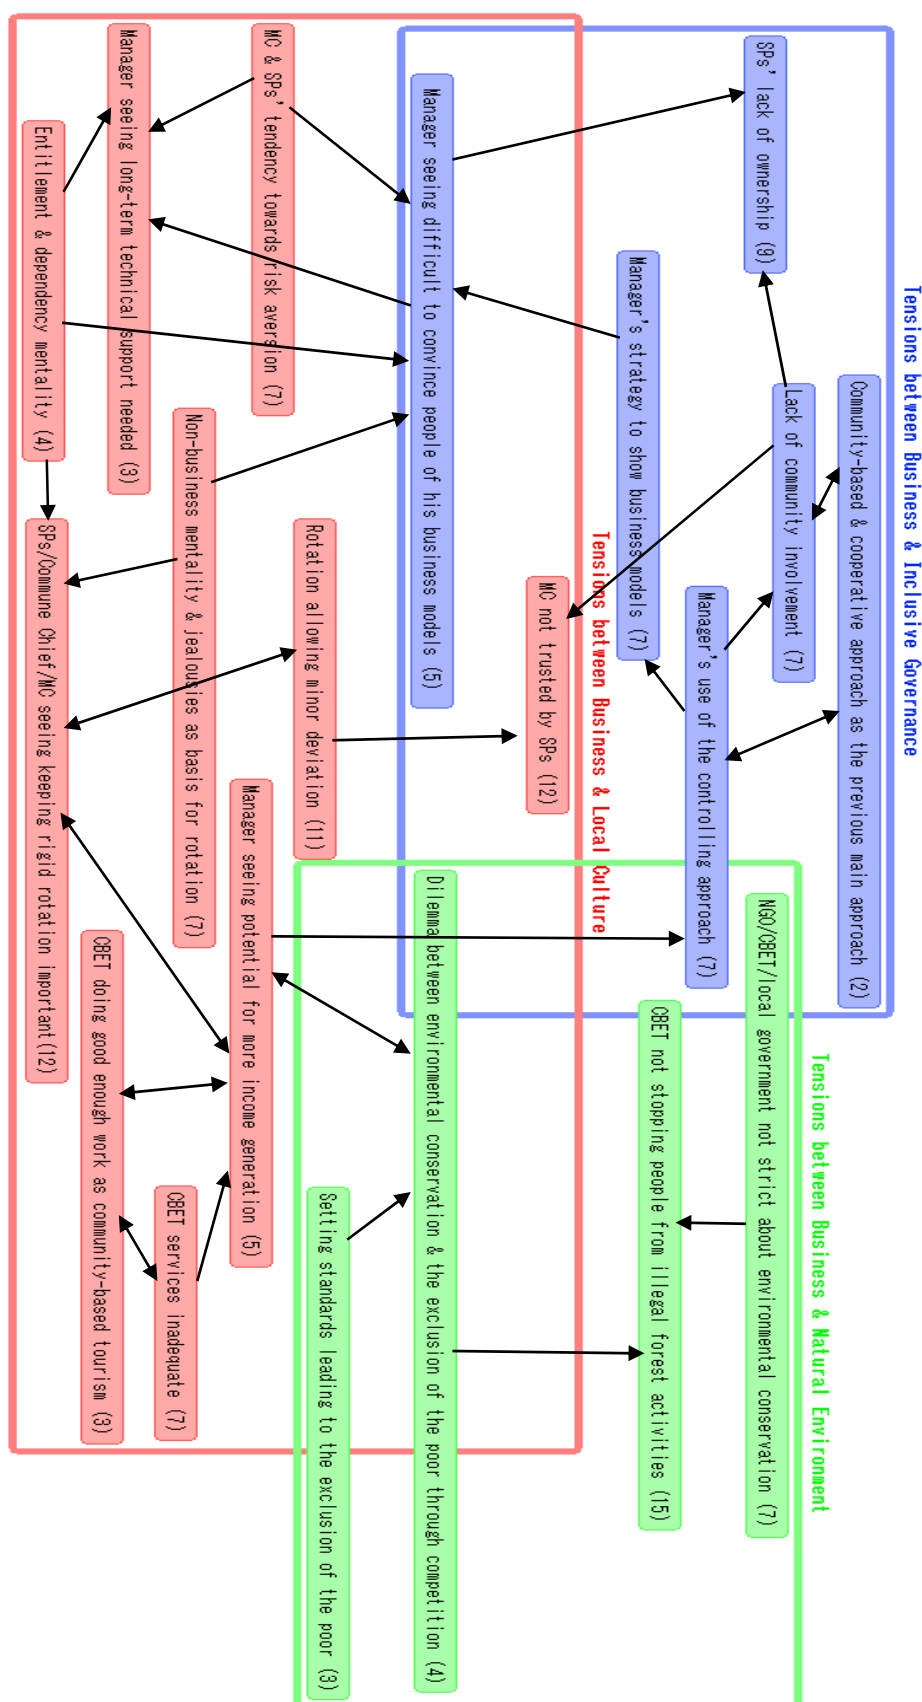 Tensions between Business & Inclusive Governance
SPs' lack of ownership (9)
Community-based & cooperative approach as the previous main approach (2)
Lack of community involvement (7)
Manager's use of the controlling approach (7)
Manager's strategy to show business models (7)
Manager seeing difficult to convince people of his business models (5)
Tensions between Business & Local Culture
MC not trusted by SPs (12)
MC & SPs' tendency towards risk aversion (7)
Rotation allowing minor deviation (11)
Manager seeing potential for more income generation (5)
Non-business mentality & jealousies as basis for rotation (7)
CBET services inadequate (7)
Manager seeing long-term technical support needed (3)
CBET doing good enough work as community-based tourism (3)
Entitlement & dependency mentality (4)
SPs/Commune Chief/MC seeing keeping rigid rotation important(12)
Tensions between Business & Natural Environment
NGO/CBET/local government not strict about environmental conservation (7)
CBET not stopping people from illegal forest activities (15)
Dilemma between environmental conservation & the exclusion of the poor through competition (4)
Setting standards leading to the exclusion of the poor (3)